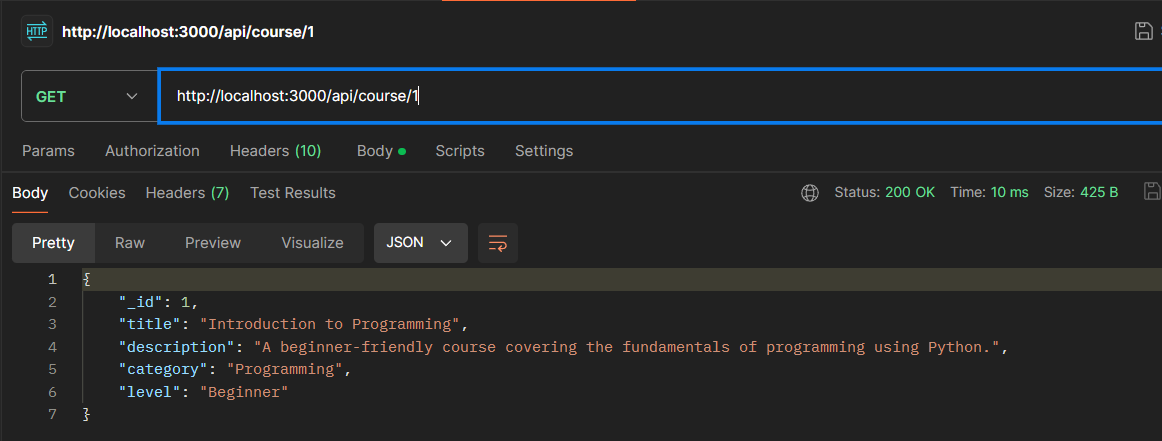 HTTP http://localhost:3000/api/course/1
GET http://localhost:3000/api/course/1
Params Authorization Headers (10) Body Scripts Settings
Body Cookies Headers (7) Test Results Status: 200 OK Time: 10 ms Size: 425 B
Pretty Raw Preview Visualize JSON
1 {
2 "_id": 1,
3 "title": "Introduction to Programming",
4 "description": "A beginner-friendly course covering the fundamentals of programming using Python.",
5 "category": "Programming",
6 "level": "Beginner"
7 }